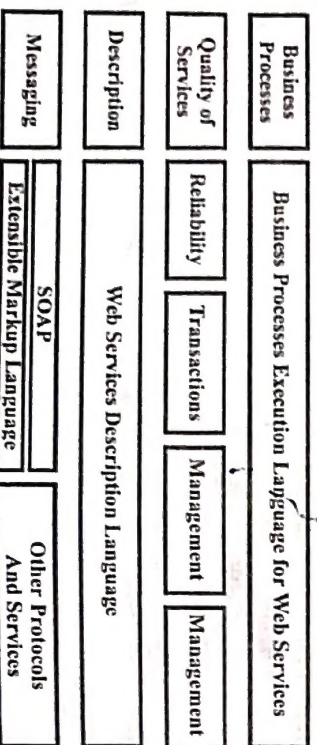 Business
Processes
Business Processes Execution Language for Web Services
Quality of
Services
Reliability
Transactions
Management
Management
Description
Web Services Description Language
Messaging
SOAP
Extensible Markup Language
Other Protocols
And Services